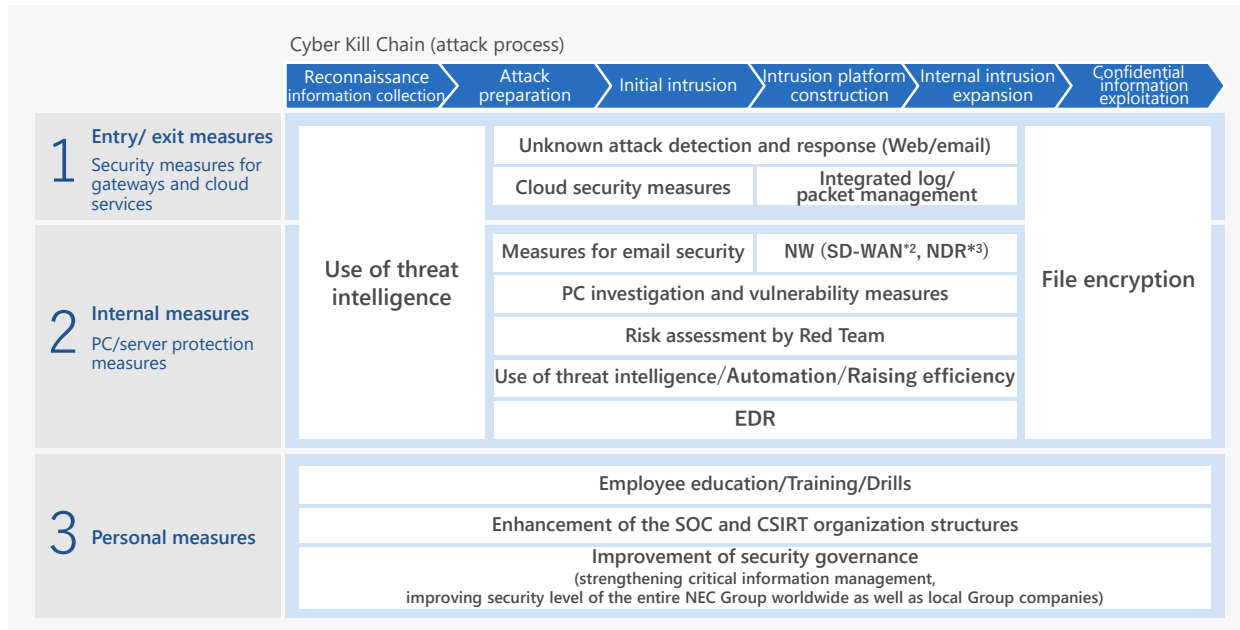 Cyber Kill Chain (attack process)
Reconnaissance
information collection
Attack
preparation
Initial intrusion
Intrusion platform
construction
Internal intrusion
expansion
Confidential
information
exploitation
1
Entry/ exit measures
Security measures for
gateways and cloud
services
Unknown attack detection and response (Web/email)
Cloud security measures
Integrated log/
packet management
Use of threat
intelligence
File encryption
2
Internal measures
PC/server protection
measures
Measures for email security
NW (SD-WAN*2, NDR*3)
PC investigation and vulnerability measures
Risk assessment by Red Team
Use of threat intelligence/Automation/Raising efficiency
EDR
3
Personal measures
Employee education/Training/Drills
Enhancement of the SOC and CSIRT organization structures
Improvement of security governance
(strengthening critical information management,
improving security level of the entire NEC Group worldwide as well as local Group companies)